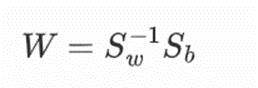 W = S_w^{-1} S_b